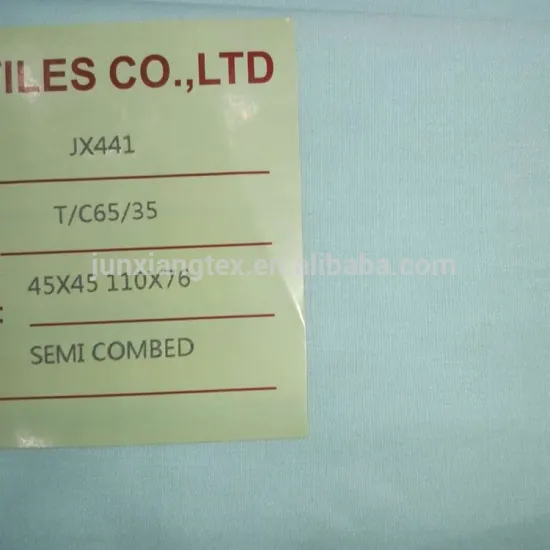 TILES CO.,LTD
JX441
T/C65/35
junxiangtex.en.alibaba.com
45X45 110X76
:
SEMI COMBED